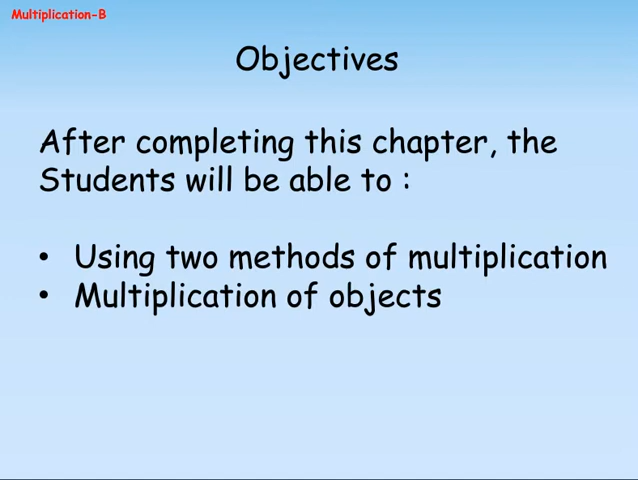 Multiplication-B
Objectives
After completing this chapter, the
Students will be able to :
• Using two methods of multiplication
• Multiplication of objects